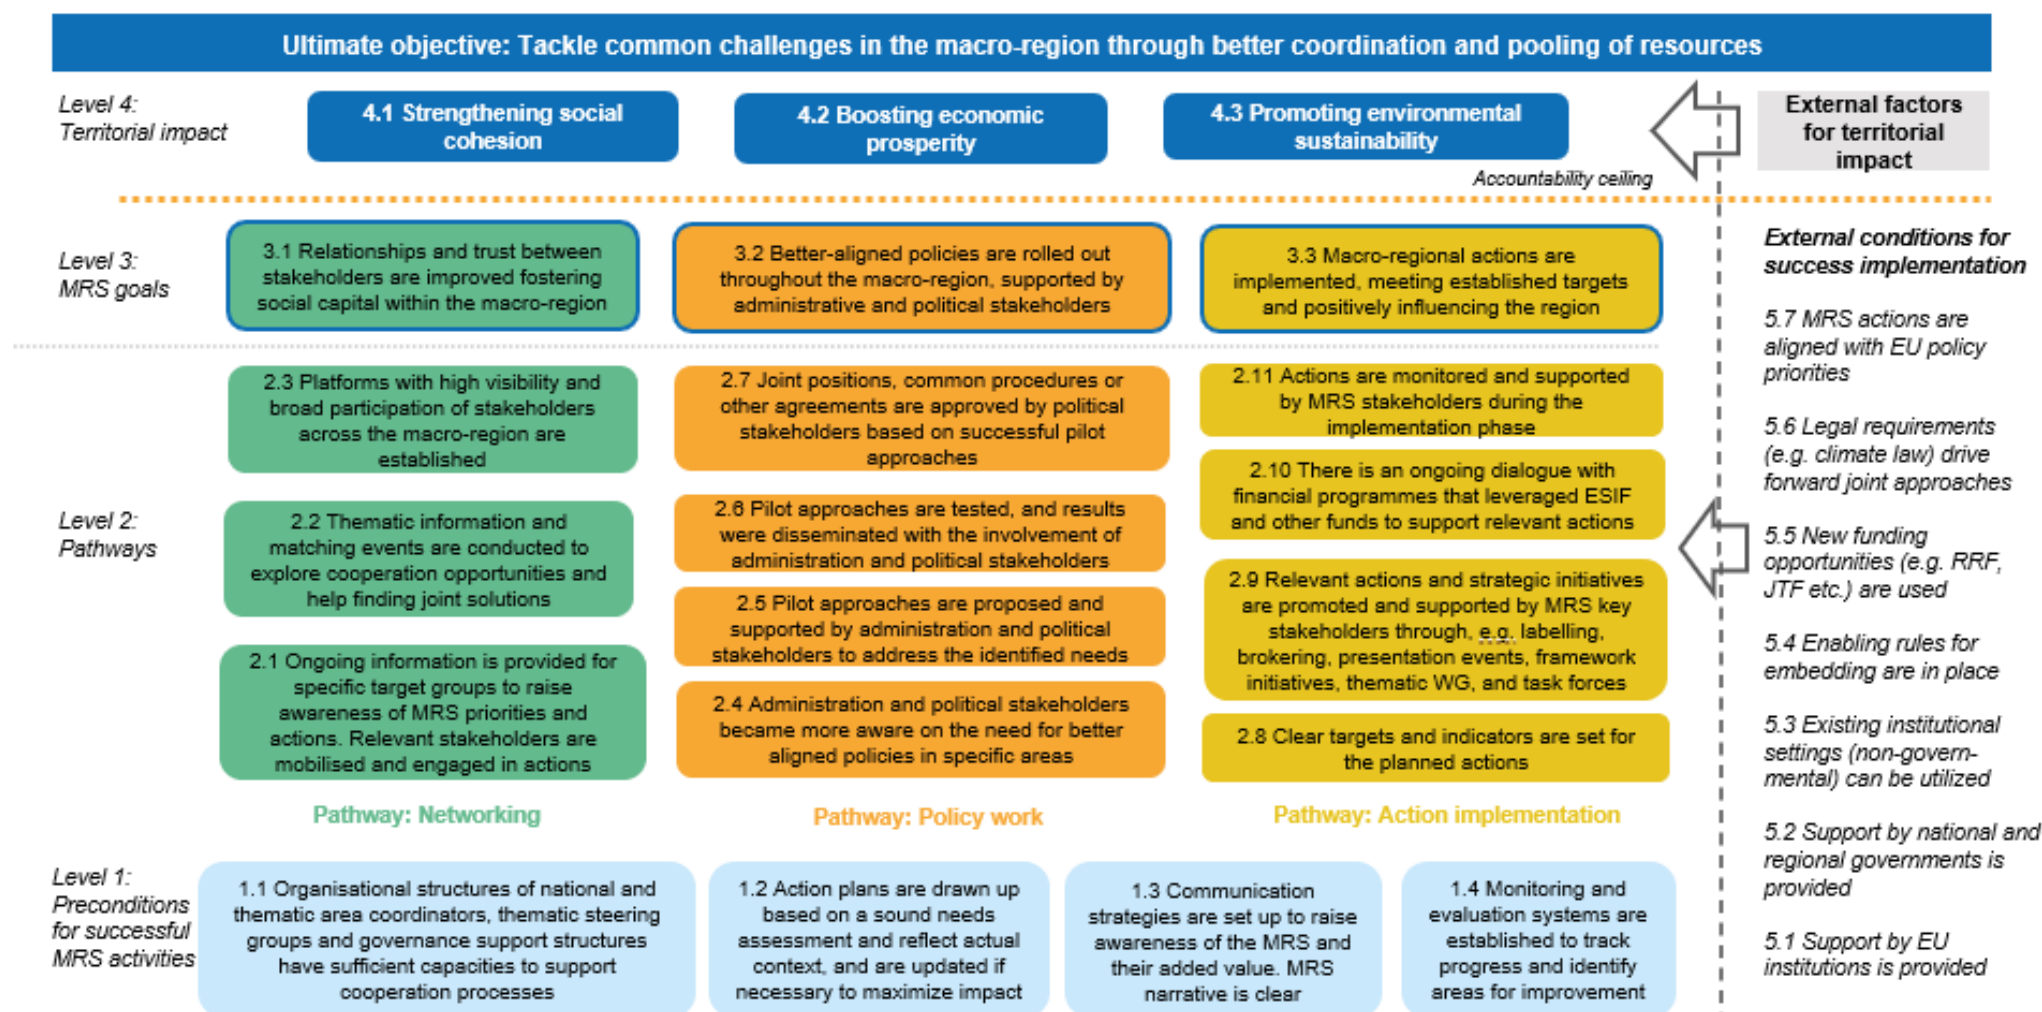 Ultimate objective: Tackle common challenges in the macro-region through better coordination and pooling of resources
Level 4:
Territorial impact
4.1 Strengthening social
cohesion
4.2 Boosting economic
prosperity
4.3 Promoting environmental
sustainability
External factors
for territorial
impact
Accountability ceiling
Level 3:
MRS goals
3.1 Relationships and trust between
stakeholders are improved fostering
social capital within the macro-region
3.2 Better-aligned policies are rolled out
throughout the macro-region, supported by
administrative and political stakeholders
3.3 Macro-regional actions are
implemented, meeting established targets
and positively influencing the region
Level 2:
Pathways
2.3 Platforms with high visibility and
broad participation of stakeholders
across the macro-region are
established
2.2 Thematic information and
matching events are conducted to
explore cooperation opportunities and
help finding joint solutions
2.1 Ongoing information is provided for
specific target groups to raise
awareness of MRS priorities and
actions. Relevant stakeholders are
mobilised and engaged in actions
Pathway: Networking
2.7 Joint positions, common procedures or
other agreements are approved by political
stakeholders based on successful pilot
approaches
2.6 Pilot approaches are tested, and results
were disseminated with the involvement of
administration and political stakeholders
2.5 Pilot approaches are proposed and
supported by administration and political
stakeholders to address the identified needs
2.4 Administration and political stakeholders
became more aware on the need for better
aligned policies in specific areas
Pathway: Policy work
2.11 Actions are monitored and supported
by MRS stakeholders during the
implementation phase
2.10 There is an ongoing dialogue with
financial programmes that leveraged ESIF
and other funds to support relevant actions
2.9 Relevant actions and strategic initiatives
are promoted and supported by MRS key
stakeholders through, e.g. labelling,
brokering, presentation events, framework
initiatives, thematic WG, and task forces
2.8 Clear targets and indicators are set for
the planned actions
Pathway: Action implementation
Level 1:
Preconditions
for successful
MRS activities
1.1 Organisational structures of national and
thematic area coordinators, thematic steering
groups and governance support structures
have sufficient capacities to support
cooperation processes
1.2 Action plans are drawn up
based on a sound needs
assessment and reflect actual
context, and are updated if
necessary to maximize impact
1.3 Communication
strategies are set up to raise
awareness of the MRS and
their added value. MRS
narrative is clear
1.4 Monitoring and
evaluation systems are
established to track
progress and identify
areas for improvement
External conditions for
success implementation
5.7 MRS actions are
aligned with EU policy
priorities
5.6 Legal requirements
(e.g. climate law) drive
forward joint approaches
5.5 New funding
opportunities (e.g. RRF,
JTF etc.) are used
5.4 Enabling rules for
embedding are in place
5.3 Existing institutional
settings (non-govern-
mental) can be utilized
5.2 Support by national and
regional governments is
provided
5.1 Support by EU
institutions is provided